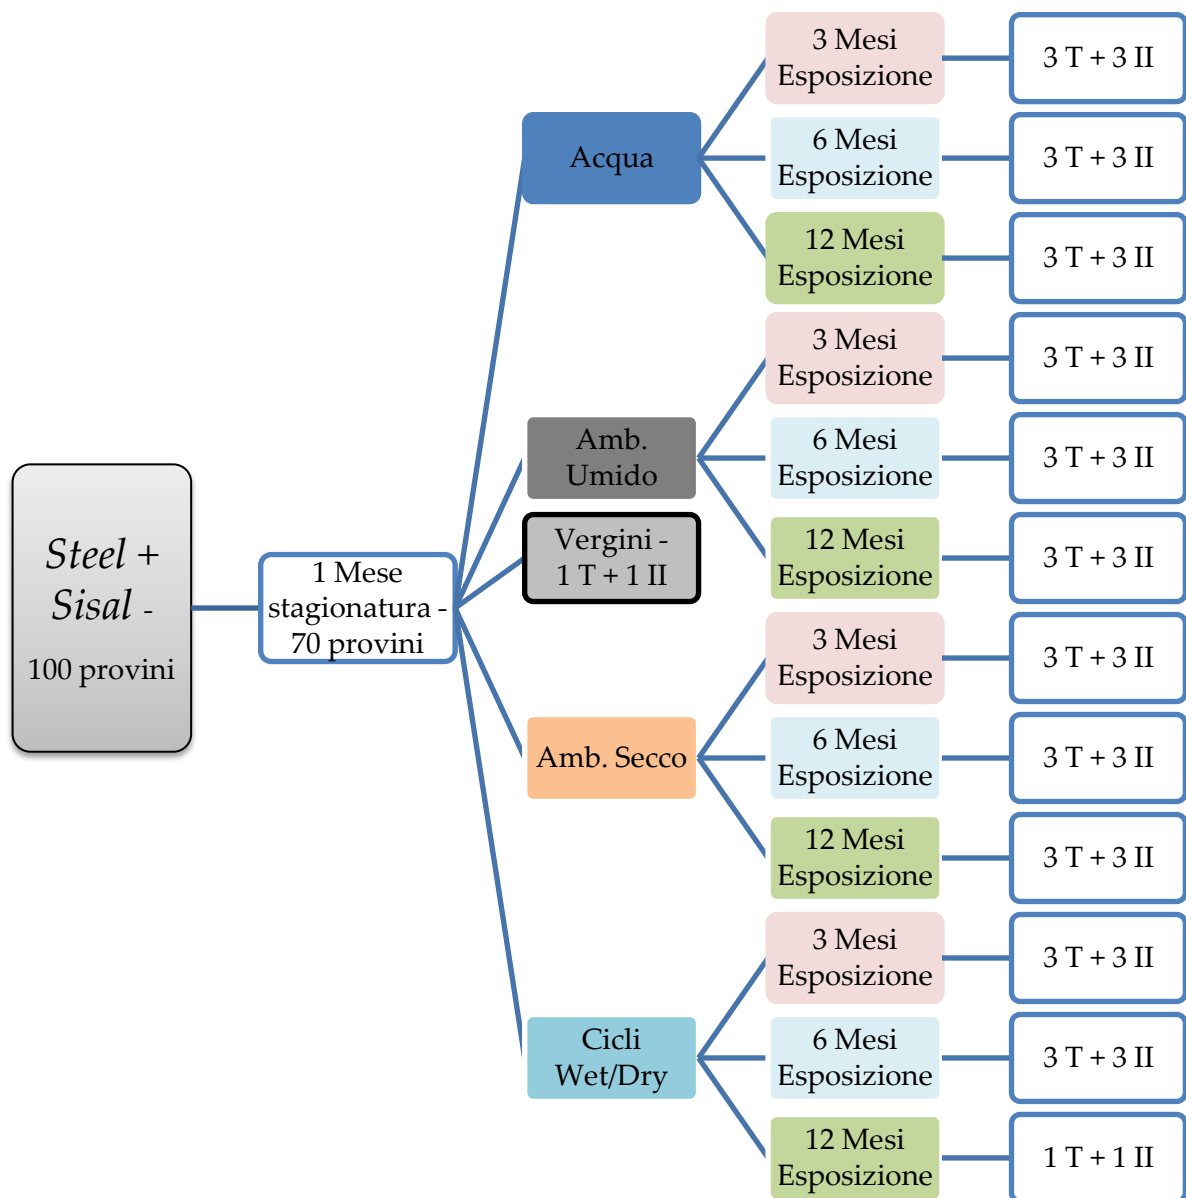 Steel +
Sisal -
100 provini
1 Mese
stagionatura -
70 provini
Acqua
3 Mesi
Esposizione
3 T + 3 II
6 Mesi
Esposizione
3 T + 3 II
12 Mesi
Esposizione
3 T + 3 II
Amb.
Umido
3 Mesi
Esposizione
3 T + 3 II
6 Mesi
Esposizione
3 T + 3 II
12 Mesi
Esposizione
3 T + 3 II
Vergini -
1 T + 1 II
Amb. Secco
3 Mesi
Esposizione
3 T + 3 II
6 Mesi
Esposizione
3 T + 3 II
12 Mesi
Esposizione
3 T + 3 II
Cicli
Wet/Dry
3 Mesi
Esposizione
3 T + 3 II
6 Mesi
Esposizione
3 T + 3 II
12 Mesi
Esposizione
1 T + 1 II